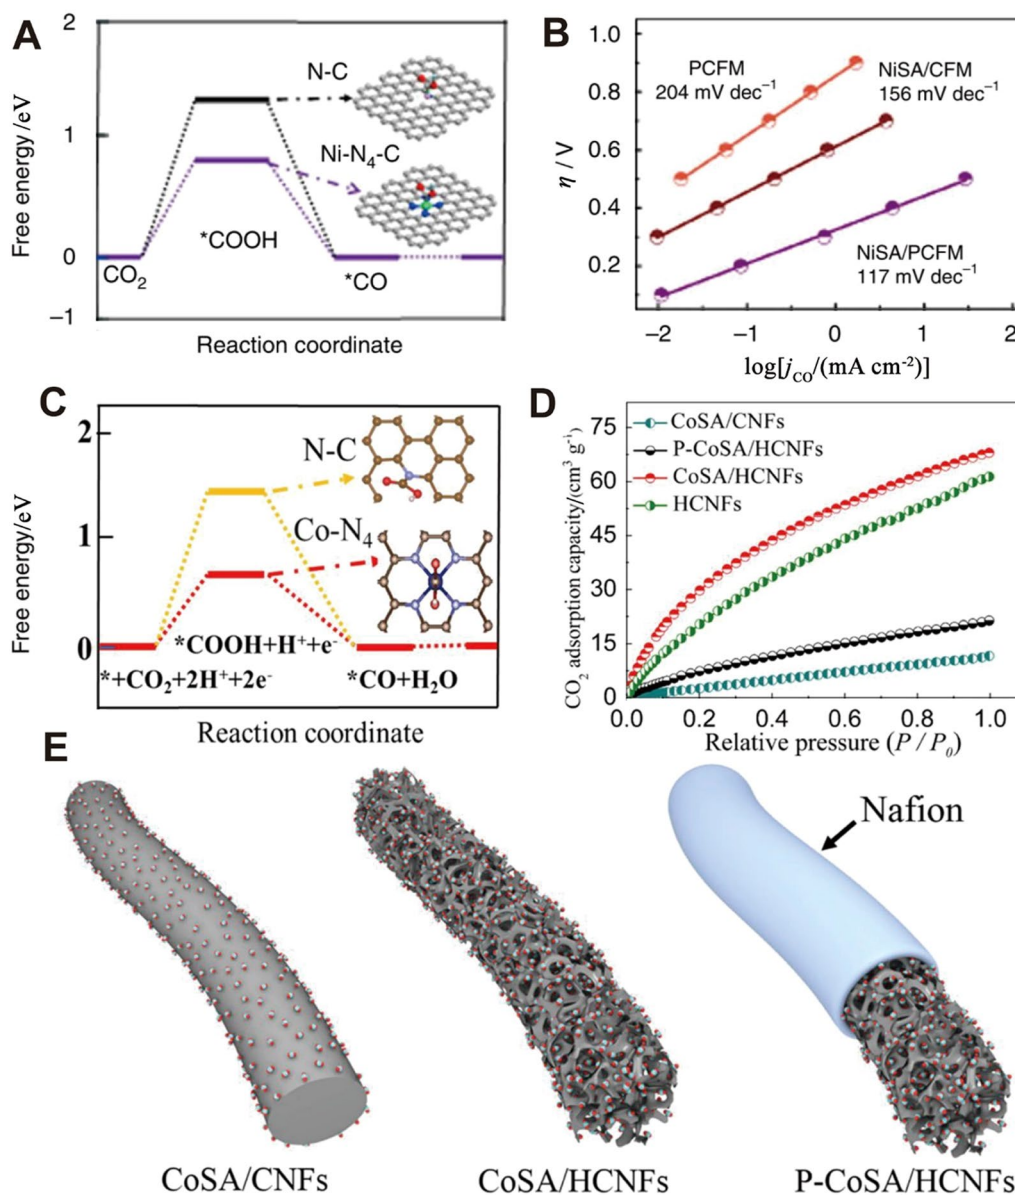 A
2
1
0
−1
Free energy /eV
N-C
Ni-N₄-C
*COOH
CO₂
*CO
Reaction coordinate
B
1.0
0.8
0.6
0.4
0.2
η / V
PCFM
204 mV dec⁻¹
NiSA/CFM
156 mV dec⁻¹
NiSA/PCFM
117 mV dec⁻¹
−2 −1 0 1 2
log[j_CO/(mA cm⁻²)]
C
2
1
0
Free energy/eV
N-C
Co-N₄
*COOH+H⁺+e⁻
*+CO₂+2H⁺+2e⁻
*CO+H₂O
Reaction coordinate
D
75
60
45
30
15
0
CO₂ adsorption capacity/(cm³ g⁻¹)
CoSA/CNFs
P-CoSA/HCNFs
CoSA/HCNFs
HCNFs
0.0 0.2 0.4 0.6 0.8 1.0
Relative pressure (P / P₀)
E
Nafion
CoSA/CNFs
CoSA/HCNFs
P-CoSA/HCNFs